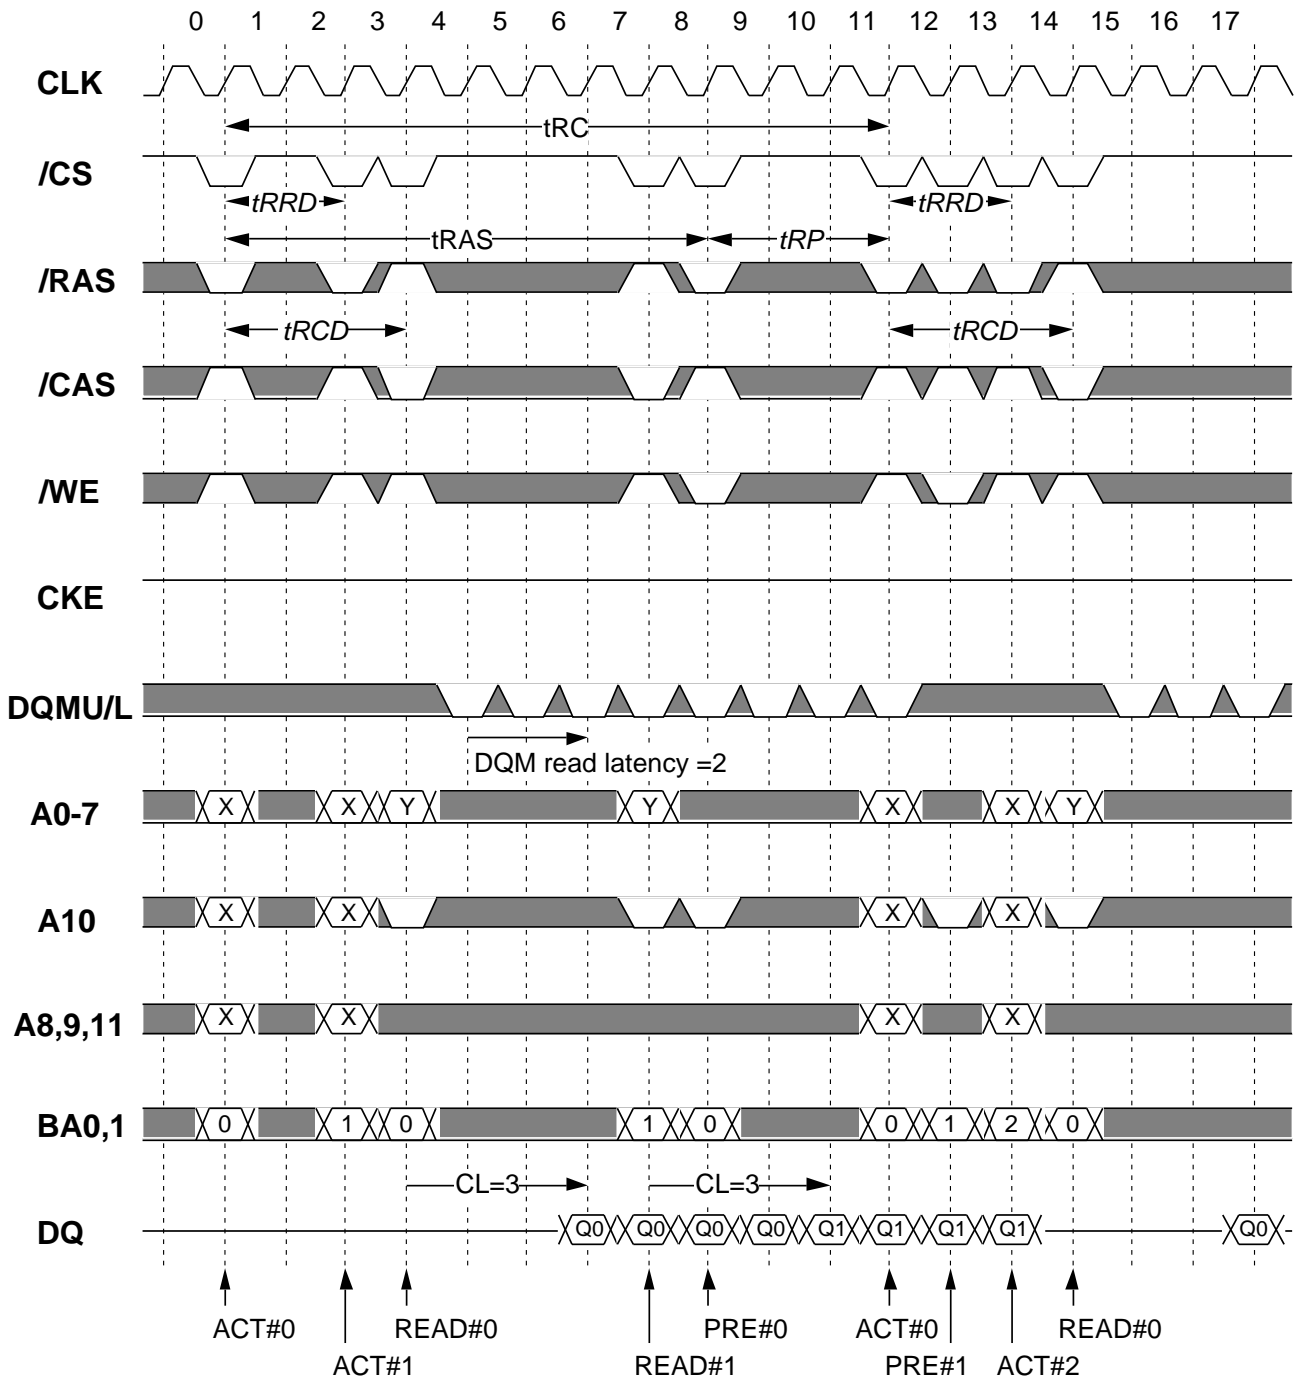 0 1 2 3 4 5 6 7 8 9 10 11 12 13 14 15 16 17
CLK
tRC
/CS
tRRD tRRD
tRAS tRP
/RAS
tRCD tRCD
/CAS
/WE
CKE
DQMU/L
DQM read latency =2
A0-7 X X Y Y X X Y
A10 X X X X
A8,9,11 X X X X
BA0,1 0 1 0 1 0 0 1 2 0
CL=3 CL=3
DQ Q0 Q0 Q0 Q0 Q1 Q1 Q1 Q1 Q0
ACT#0 READ#0 PRE#0 ACT#0 READ#0
ACT#1 READ#1 PRE#1 ACT#2